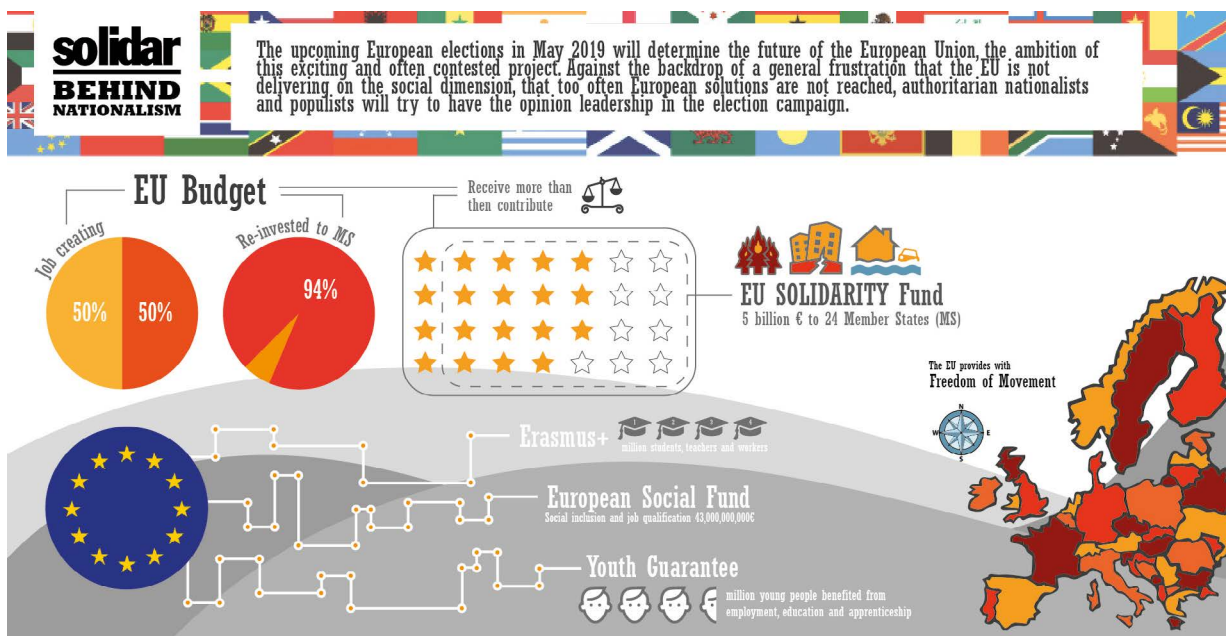 solidar
BEHIND
NATIONALISM
The upcoming European elections in May 2019 will determine the future of the European Union, the ambition of
this exciting and often contested project. Against the backdrop of a general frustration that the EU is not
delivering on the social dimension, that too often European solutions are not reached, authoritarian nationalists
and populists will try to have the opinion leadership in the election campaign.
EU Budget
Job creating
50%
50%
Re-invested to MS
94%
Receive more than
then contribute
EU SOLIDARITY Fund
5 billion € to 24 Member States (MS)
The EU provides with
Freedom of Movement
N
W
E
S
Erasmus+
1 2 3 4
million students, teachers and workers
European Social Fund
Social inclusion and job qualification 43,000,000,000€
Youth Guarantee
million young people benefited from
employment, education and apprenticeship